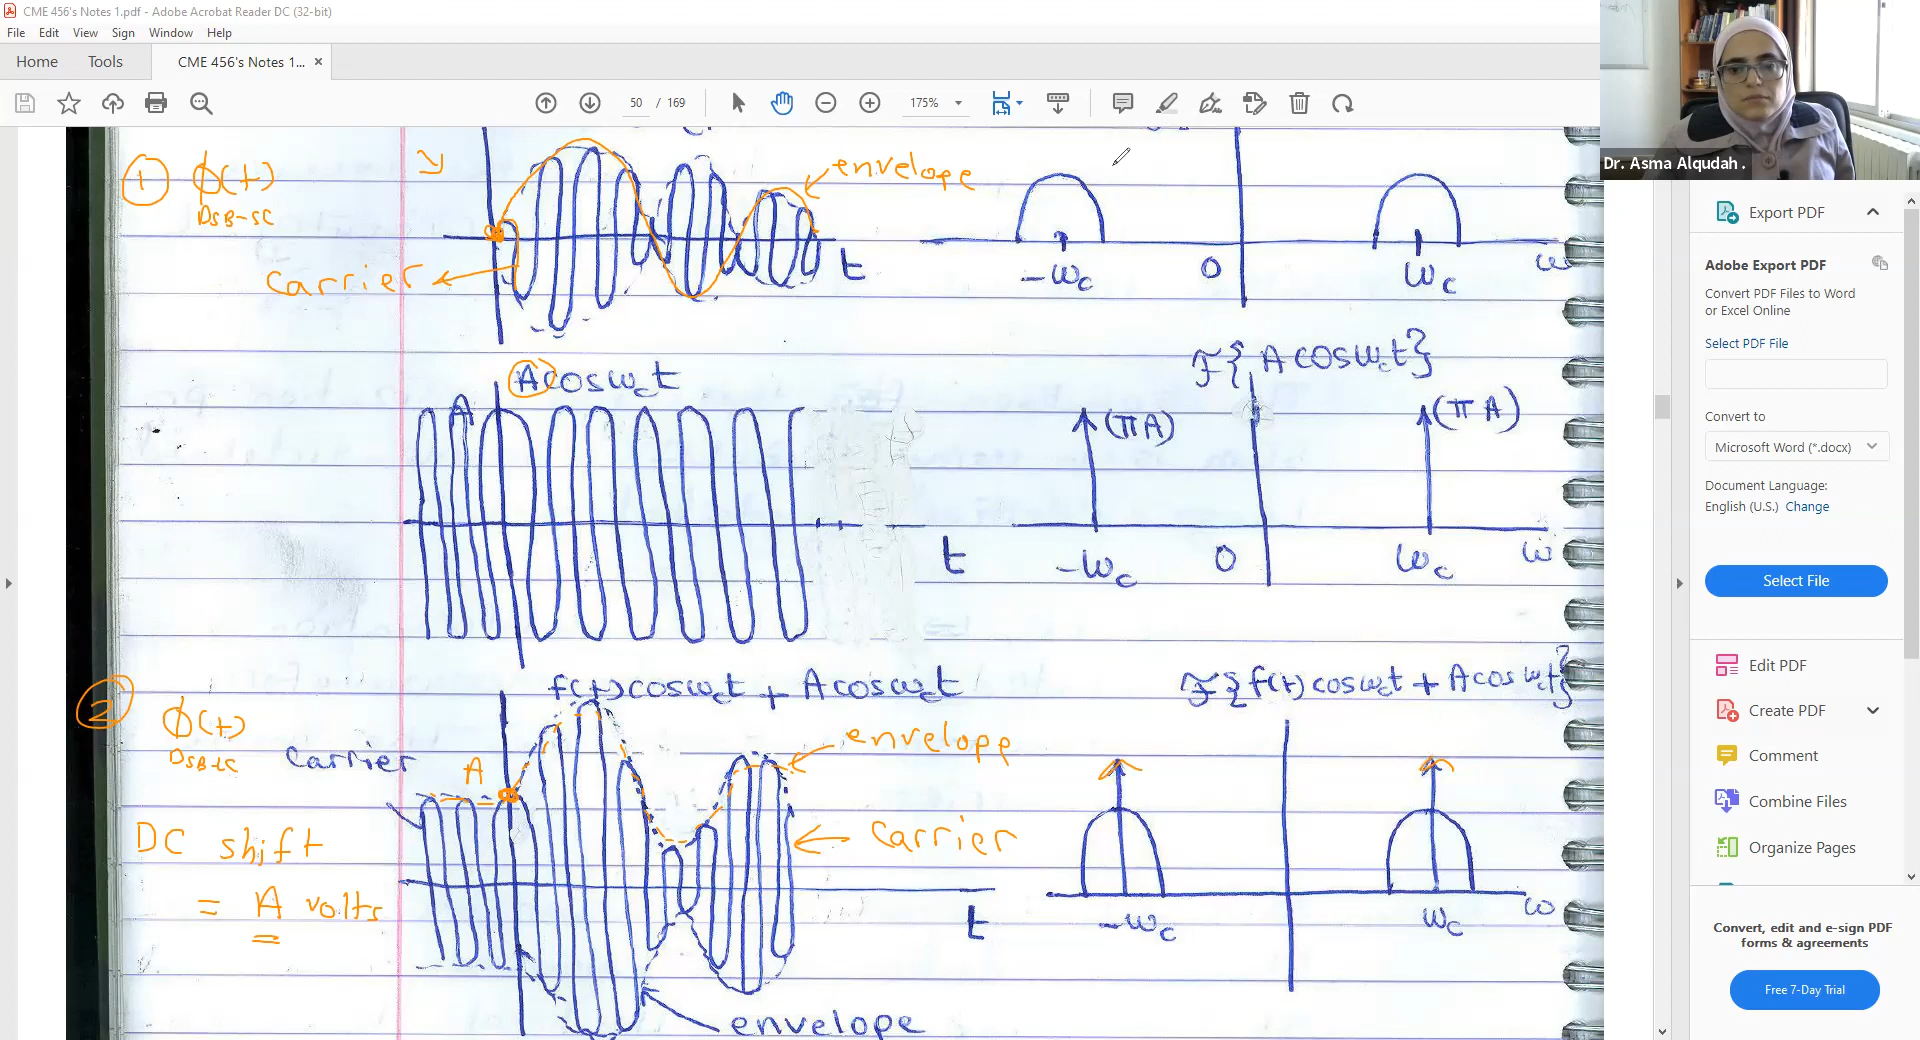 CME 456's Notes 1.pdf - Adobe Acrobat Reader DC (32-bit)
File Edit View Sign Window Help
Home Tools CME 456's Notes 1... ×
50 / 169 175%
Dr. Asma Alqudah .
1 ϕ(t)
DSB-SC
envelope
carrier
t
-ωc 0 ωc ω
A cosωct
F{A cosωct}
A
(πA) (πA)
t
-ωc 0 ωc ω
f(t)cosωct + A cosωct
F{f(t)cosωct + A cosωct}
2 ϕ(t)
DSB-LC
carrier
A
envelope
DC shift
= A volts
carrier
t
-ωc ωc ω
envelope
Export PDF
Adobe Export PDF
Convert PDF Files to Word
or Excel Online
Select PDF File
Convert to
Microsoft Word (*.docx)
Document Language:
English (U.S.) Change
Select File
Edit PDF
Create PDF
Comment
Combine Files
Organize Pages
Convert, edit and e-sign PDF
forms & agreements
Free 7-Day Trial